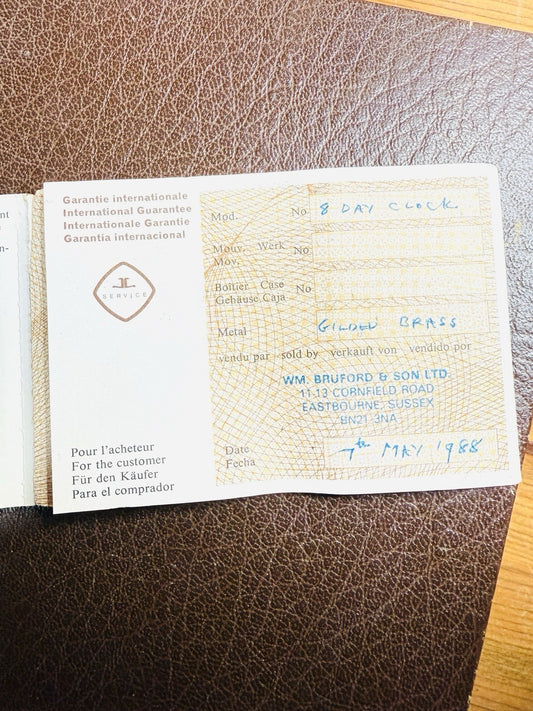 nt
n-
Garantie internationale
International Guarantee
Internationale Garantie
Garantía internacional
SERVICE
Pour l'acheteur
For the customer
Für den Käufer
Para el comprador
Mod. No 8 DAY CLOCK.
Mouv. Werk No
Mov.
Boîtier Case No
Gehäuse Caja
Metal GILDED BRASS
vendu par sold by verkauft von vendido por
WM. BRUFORD & SON LTD.
11-13 CORNFIELD ROAD
EASTBOURNE, SUSSEX
BN21 3NA
Date 7th MAY 1988
Fecha